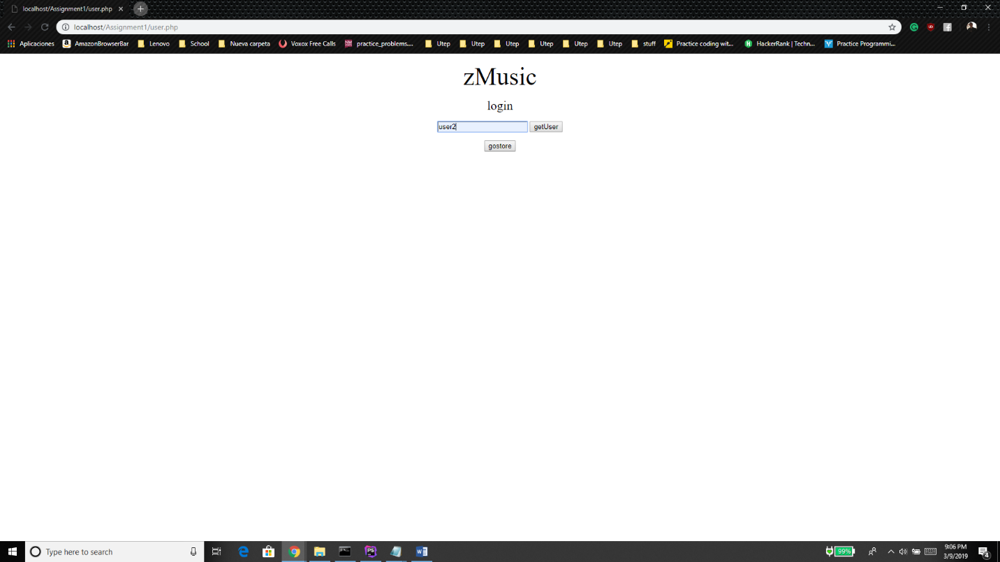 localhost/Assignment1/user.php
localhost/Assignment1/user.php
Aplicaciones AmazonBrowserBar Lenovo School Nueva carpeta Voxox Free Calls practice_problems.... Utep Utep Utep Utep Utep Utep stuff Practice coding wit... HackerRank | Techn... Practice Programmi...
zMusic
login
user2 getUser
gostore
Type here to search
99%
9:06 PM
3/9/2019
4